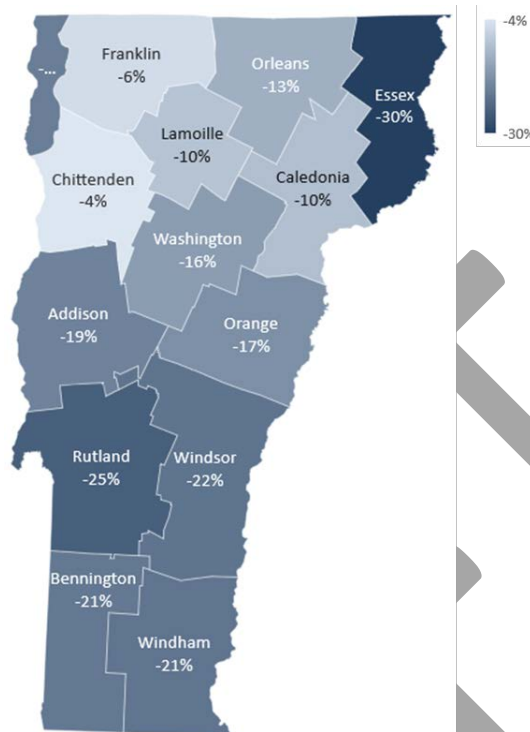 Franklin
-6%
Orleans
-13%
Essex
-30%
-...
Lamoille
-10%
Chittenden
-4%
Caledonia
-10%
Washington
-16%
Addison
-19%
Orange
-17%
Rutland
-25%
Windsor
-22%
Bennington
-21%
Windham
-21%
-4%
-30%